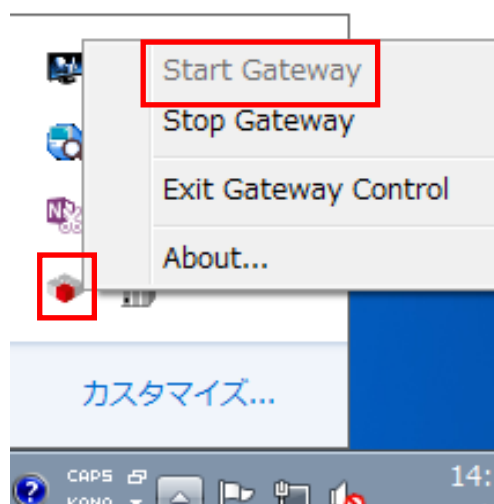 Start Gateway
Stop Gateway
Exit Gateway Control
About...
カスタマイズ...
CAPS
KANA
14: